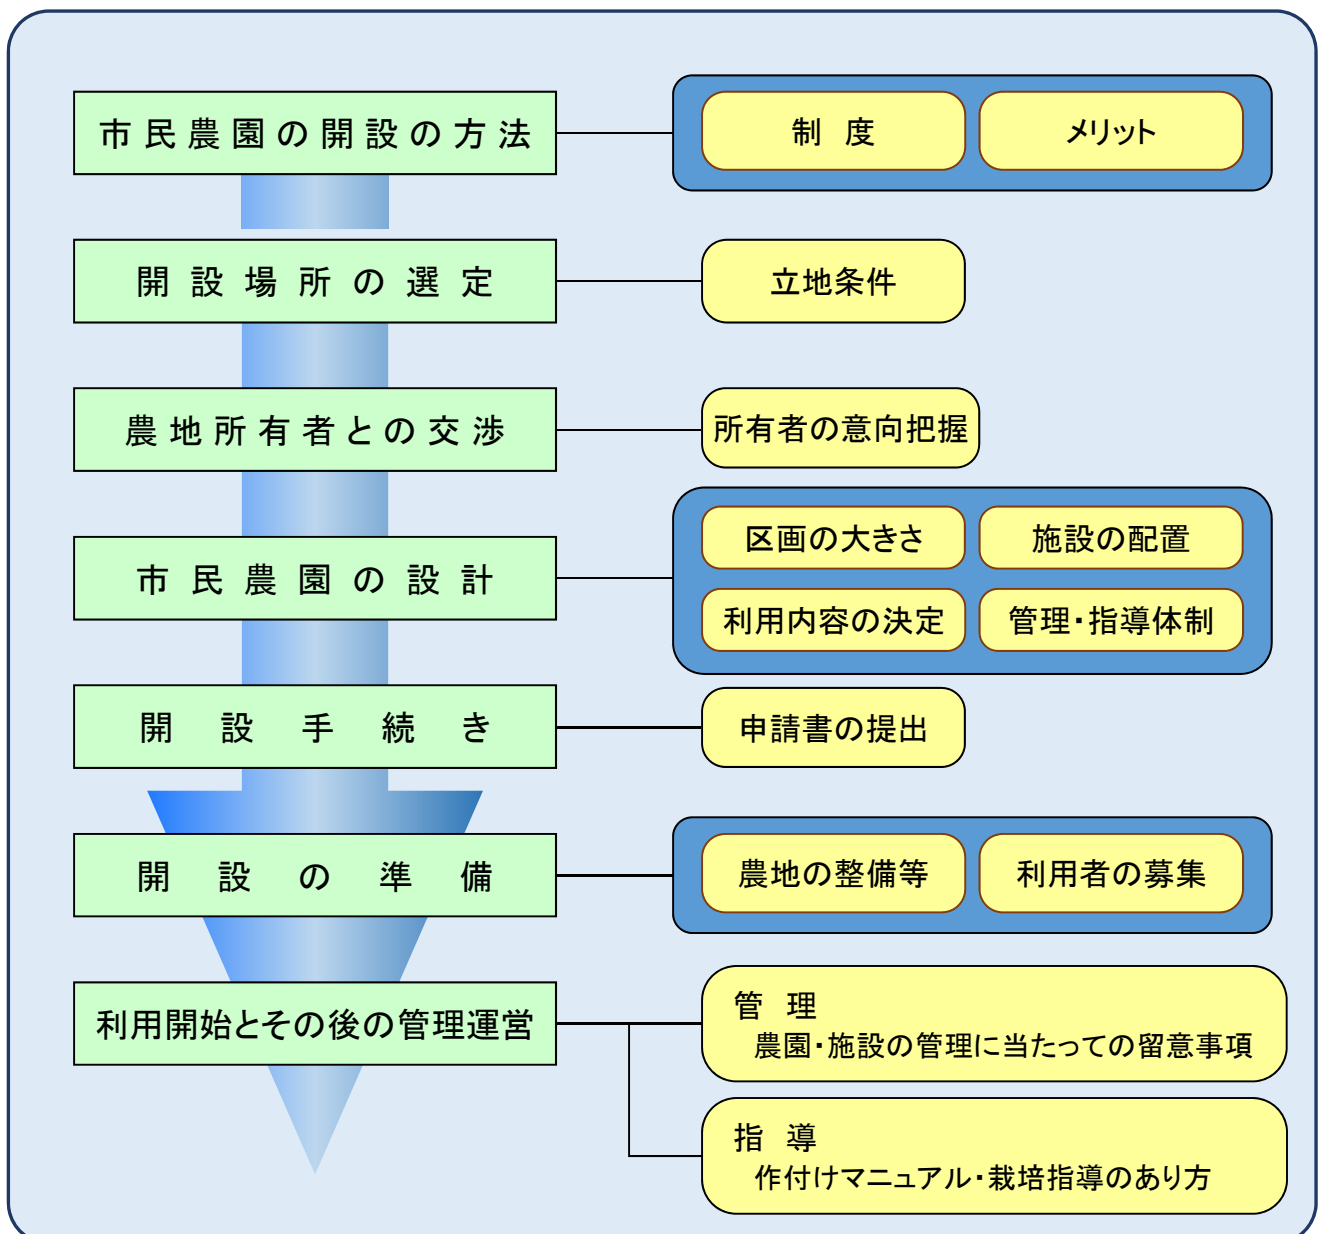 市民農園の開設の方法
制度
メリット
開設場所の選定
立地条件
農地所有者との交渉
所有者の意向把握
市民農園の設計
区画の大きさ
施設の配置
利用内容の決定
管理・指導体制
開設手続き
申請書の提出
開設の準備
農地の整備等
利用者の募集
利用開始とその後の管理運営
管理
農園・施設の管理に当たっての留意事項
指導
作付けマニュアル・栽培指導のあり方